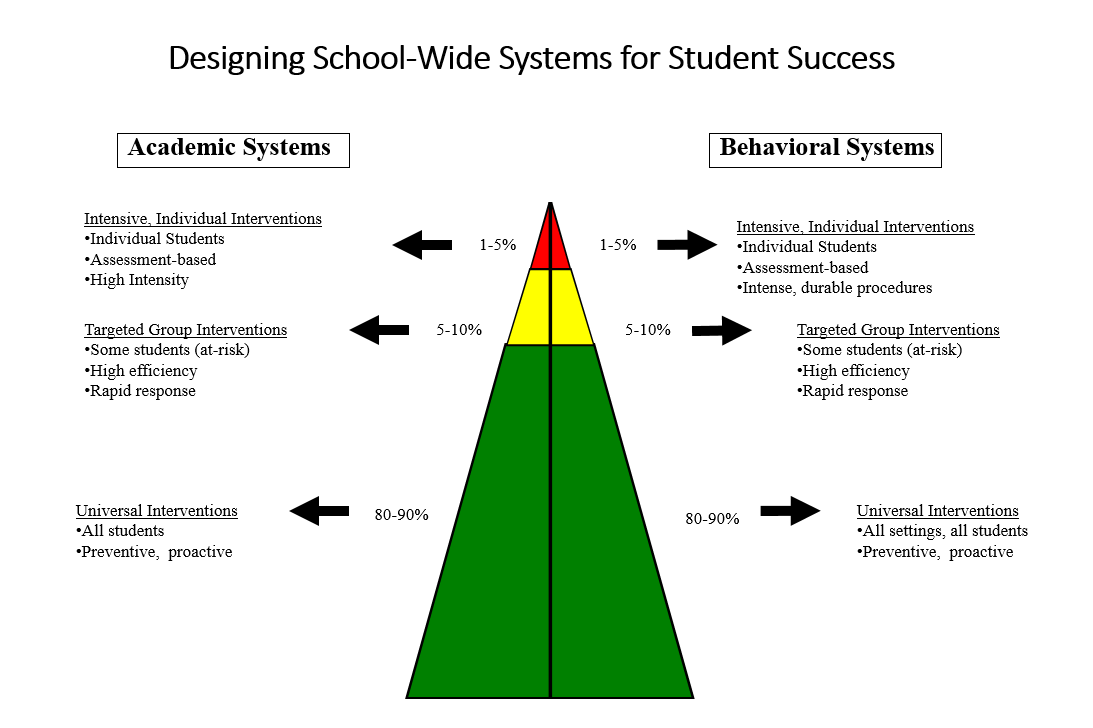 Designing School-Wide Systems for Student Success
Academic Systems
Behavioral Systems
Intensive, Individual Interventions
•Individual Students
•Assessment-based
•High Intensity
1-5%
1-5%
Intensive, Individual Interventions
•Individual Students
•Assessment-based
•Intense, durable procedures
Targeted Group Interventions
•Some students (at-risk)
•High efficiency
•Rapid response
5-10%
5-10%
Targeted Group Interventions
•Some students (at-risk)
•High efficiency
•Rapid response
Universal Interventions
•All students
•Preventive,  proactive
80-90%
80-90%
Universal Interventions
•All settings, all students
•Preventive,  proactive